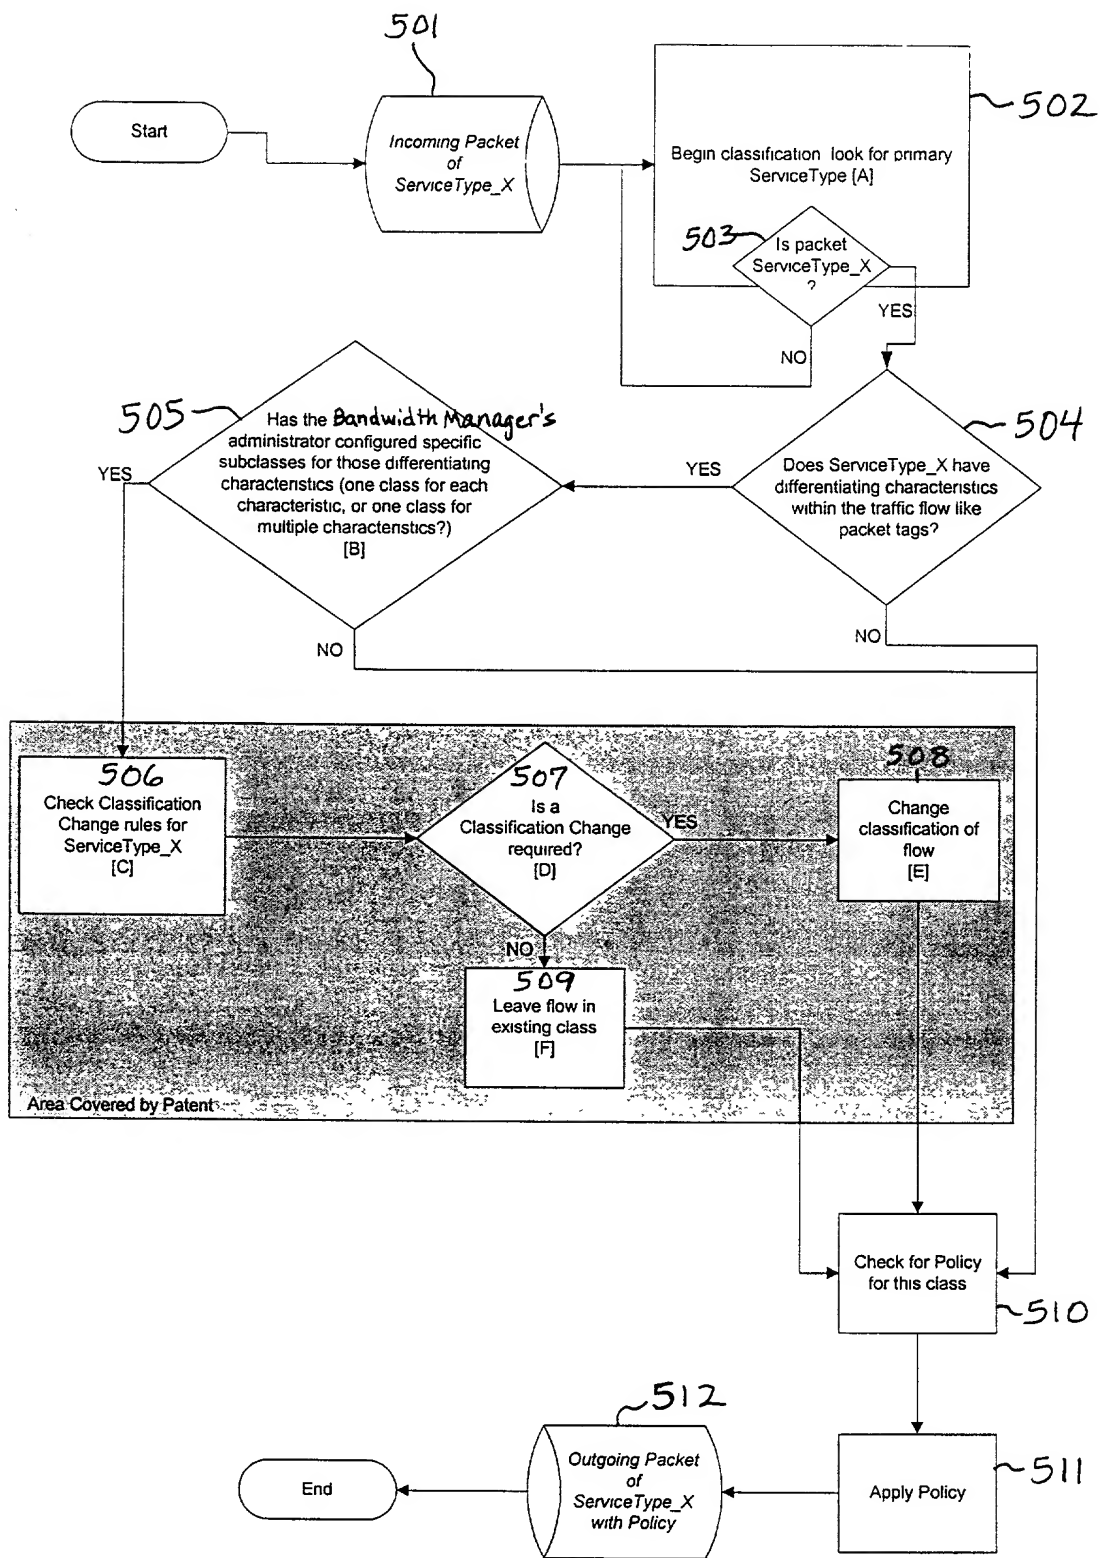 501
502
Start
Incoming Packet
of
ServiceType_X
Begin classification look for primary
ServiceType [A]
503
Is packet
ServiceType_X
?
YES
NO
505
Has the Bandwidth Manager's
administrator configured specific
subclasses for those differentiating
characteristics (one class for each
characteristic, or one class for
multiple characteristics?)
[B]
YES
NO
504
Does ServiceType_X have
differentiating characteristics
within the traffic flow like
packet tags?
YES
NO
506
Check Classification
Change rules for
ServiceType_X
[C]
507
Is a
Classification Change
required?
[D]
YES
NO
508
Change
classification of
flow
[E]
509
Leave flow in
existing class
[F]
Area Covered by Patent
Check for Policy
for this class
510
512
Outgoing Packet
of
ServiceType_X
with Policy
End
Apply Policy
511